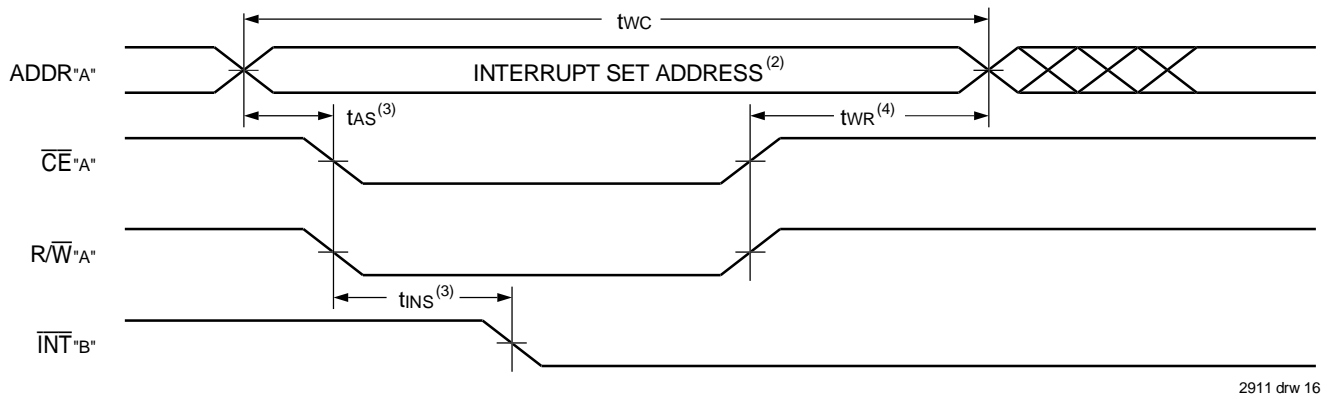 tWC
ADDR"A"
INTERRUPT SET ADDRESS(2)
tAS(3)
tWR(4)
CE"A"
R/W"A"
tINS(3)
INT"B"
2911 drw 16